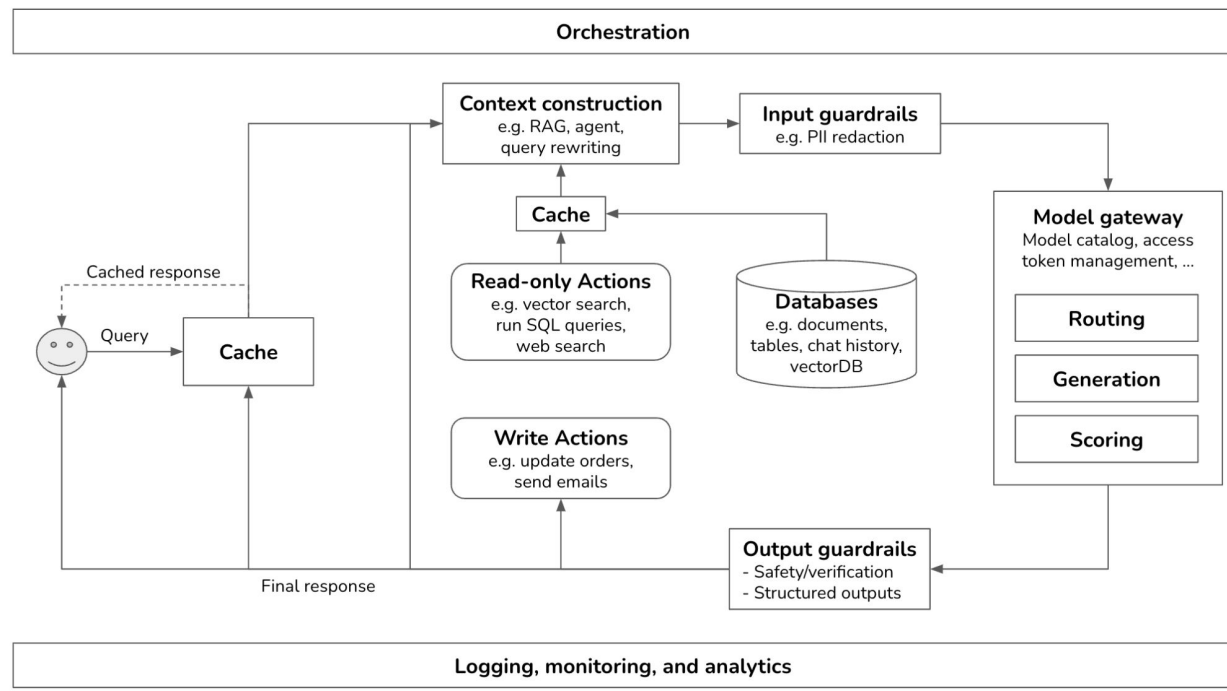 Orchestration
Context construction
e.g. RAG, agent,
query rewriting
Input guardrails
e.g. PII redaction
Cache
Model gateway
Model catalog, access
token management, ...
Routing
Generation
Scoring
Read-only Actions
e.g. vector search,
run SQL queries,
web search
Databases
e.g. documents,
tables, chat history,
vectorDB
Cached response
Query
Cache
Write Actions
e.g. update orders,
send emails
Output guardrails
- Safety/verification
- Structured outputs
Final response
Logging, monitoring, and analytics